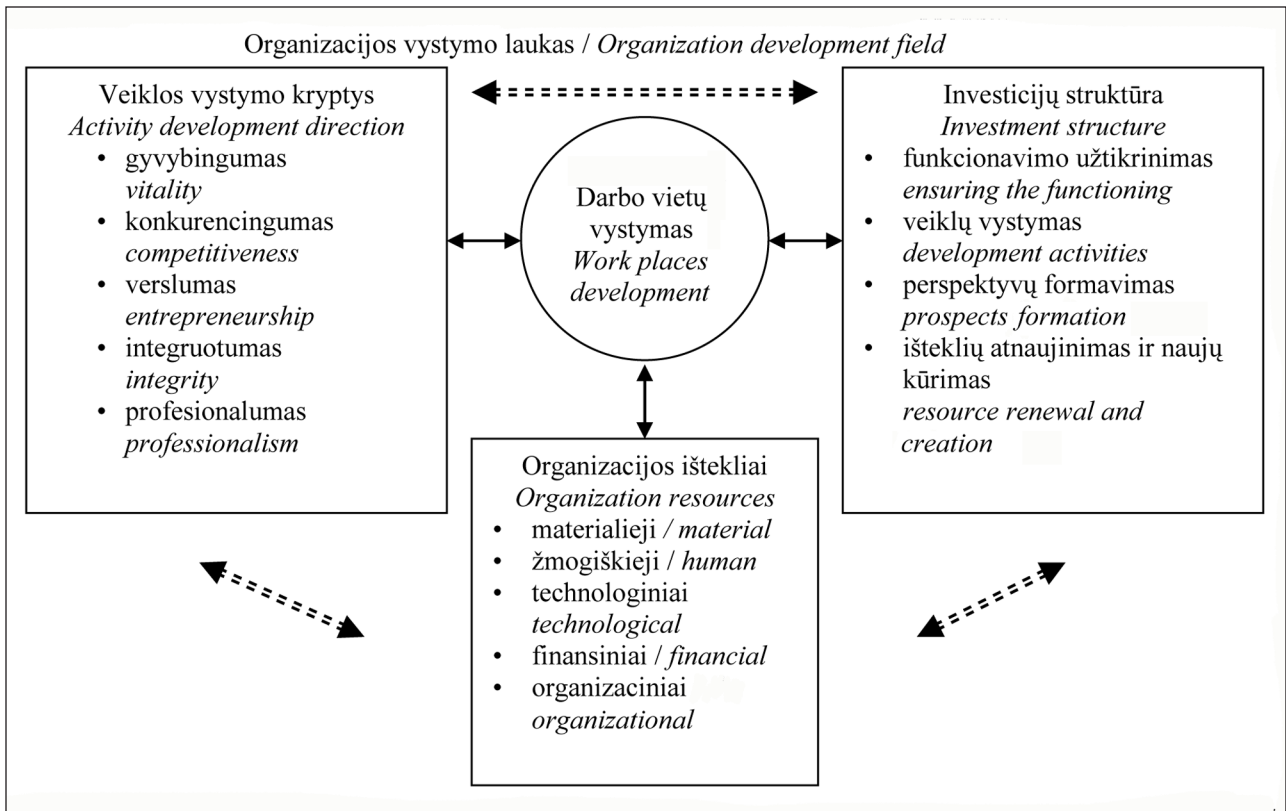 Organizacijos vystymo laukas / Organization development field
Veiklos vystymo kryptys
Activity development direction
• gyvybingumas
vitality
• konkurencingumas
competitiveness
• verslumas
entrepreneurship
• integruotumas
integrity
• profesionalumas
professionalism
Darbo vietų
vystymas
Work places
development
Investicijų struktūra
Investment structure
• funkcionavimo užtikrinimas
ensuring the functioning
• veiklų vystymas
development activities
• perspektyvų formavimas
prospects formation
• išteklių atnaujinimas ir naujų
kūrimas
resource renewal and
creation
Organizacijos ištekliai
Organization resources
• materialieji / material
• žmogiškieji / human
• technologiniai
technological
• finansiniai / financial
• organizaciniai
organizational